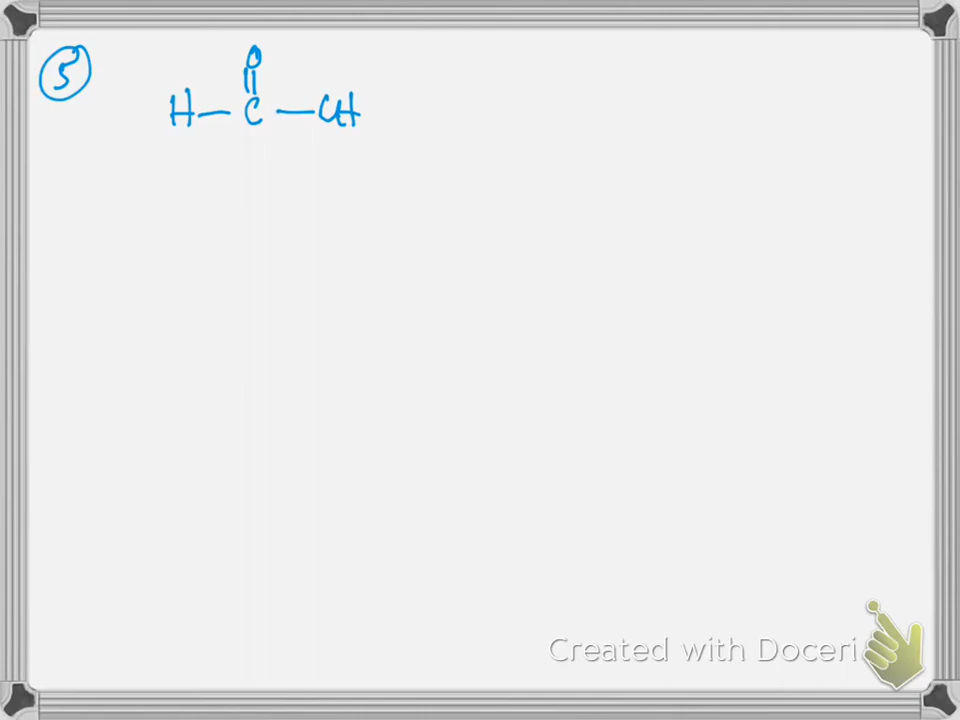 5
O
H — C — CH
Created with Doceri